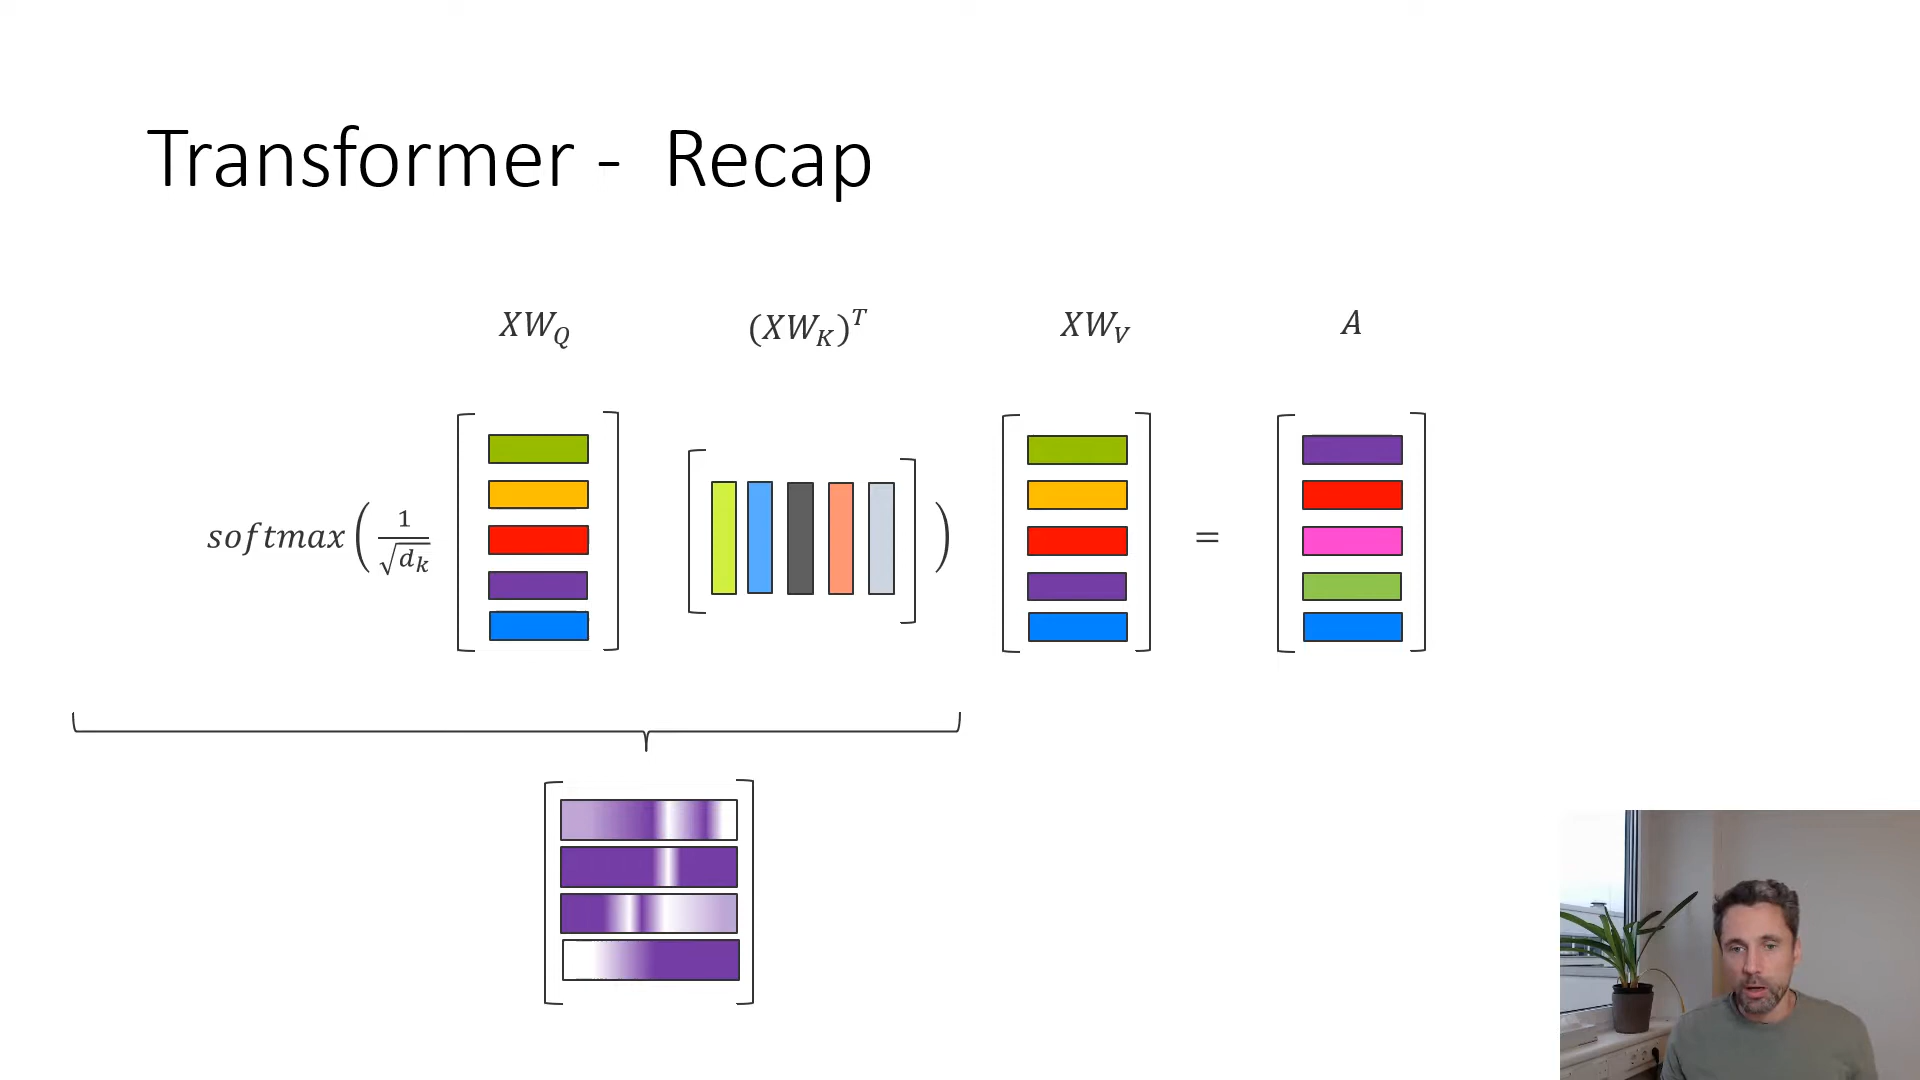 Transformer - Recap
XW_Q (XW_K)^T XW_V A
softmax ( 1/√d_k ) =